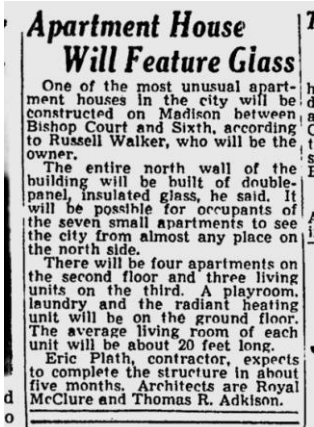 Apartment House
Will Feature Glass
One of the most unusual apart-
ment houses in the city will be
constructed on Madison between
Bishop Court and Sixth, according
to Russell Walker, who will be the
owner.
The entire north wall of the
building will be built of double-
panel, insulated glass, he said. It
will be possible for occupants of
the seven small apartments to see
the city from almost any place on
the north side.
There will be four apartments on
the second floor and three living
units on the third. A playroom,
laundry and the radiant heating
unit will be on the ground floor.
The average living room of each
unit will be about 20 feet long.
Eric Plath, contractor, expects
to complete the structure in about
five months. Architects are Royal
McClure and Thomas R. Adkison.